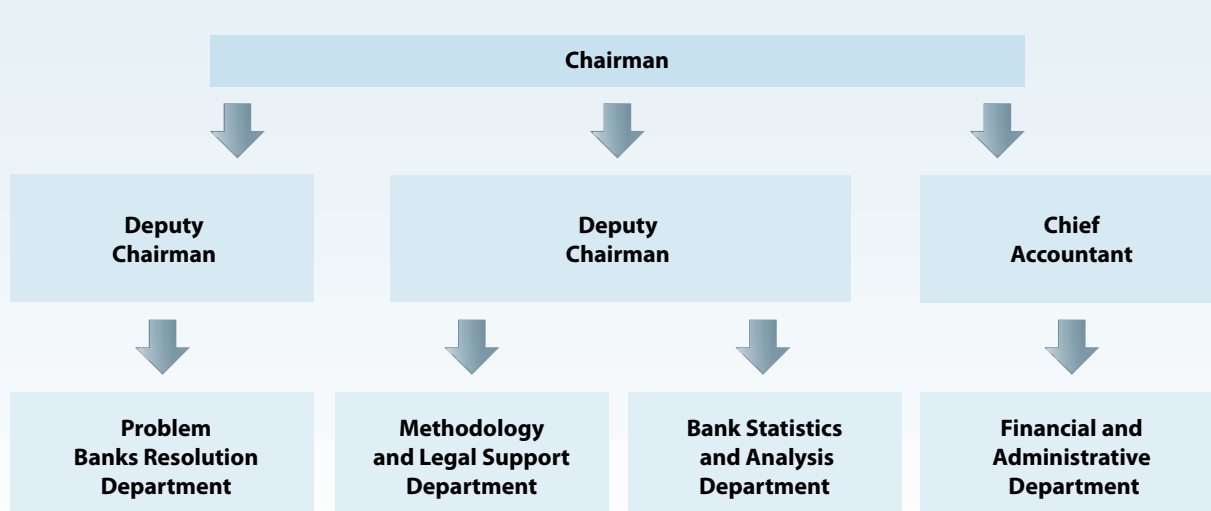 Chairman
Deputy
Chairman
Deputy
Chairman
Chief
Accountant
Problem
Banks Resolution
Department
Methodology
and Legal Support
Department
Bank Statistics
and Analysis
Department
Financial and
Administrative
Department